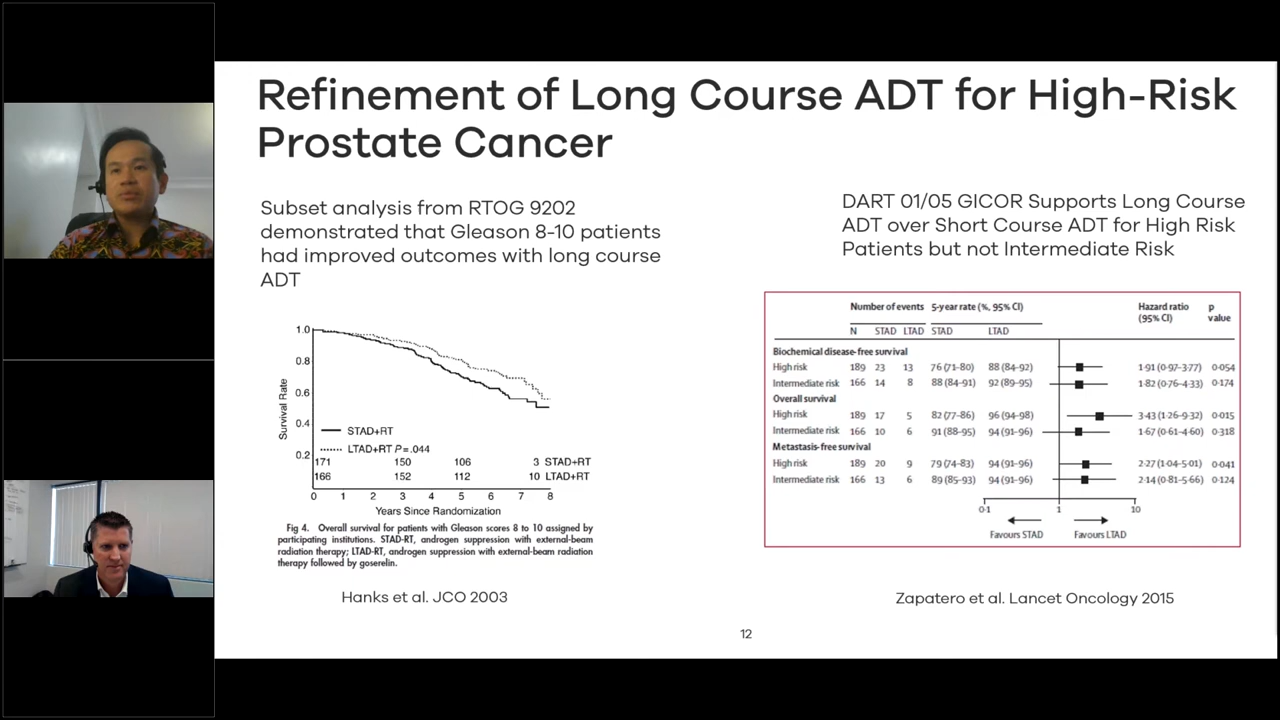 Refinement of Long Course ADT for High-Risk
Prostate Cancer
Subset analysis from RTOG 9202
demonstrated that Gleason 8-10 patients
had improved outcomes with long course
ADT
1.0
0.8
0.6
0.4
0.2
Survival Rate
STAD+RT
LTAD+RT P=.044
171 150 106 3 STAD+RT
166 152 112 10 LTAD+RT
0 1 2 3 4 5 6 7 8
Years Since Randomization
Fig 4. Overall survival for patients with Gleason scores 8 to 10 assigned by
participating institutions. STAD-RT, androgen suppression with external-beam
radiation therapy; LTAD-RT, androgen suppression with external-beam radiation
therapy followed by goserelin.
Hanks et al. JCO 2003
DART 01/05 GICOR Supports Long Course
ADT over Short Course ADT for High Risk
Patients but not Intermediate Risk
Number of events 5-year rate (%, 95% CI) Hazard ratio p
(95% CI) value
N STAD LTAD STAD LTAD
Biochemical disease-free survival
High risk 189 23 13 76 (71-80) 88 (84-92) 1·91 (0·97-3·77) 0·054
Intermediate risk 166 14 8 88 (84-91) 92 (89-95) 1·82 (0·76-4·33) 0·174
Overall survival
High risk 189 17 5 82 (77-86) 96 (94-98) 3·43 (1·26-9·32) 0·015
Intermediate risk 166 10 6 91 (88-95) 94 (91-96) 1·67 (0·61-4·60) 0·318
Metastasis-free survival
High risk 189 20 9 79 (74-83) 94 (91-96) 2·27 (1·04-5·01) 0·041
Intermediate risk 166 13 6 89 (85-93) 94 (91-96) 2·14 (0·81-5·66) 0·124
0·1 1 10
Favours STAD Favours LTAD
Zapatero et al. Lancet Oncology 2015
12